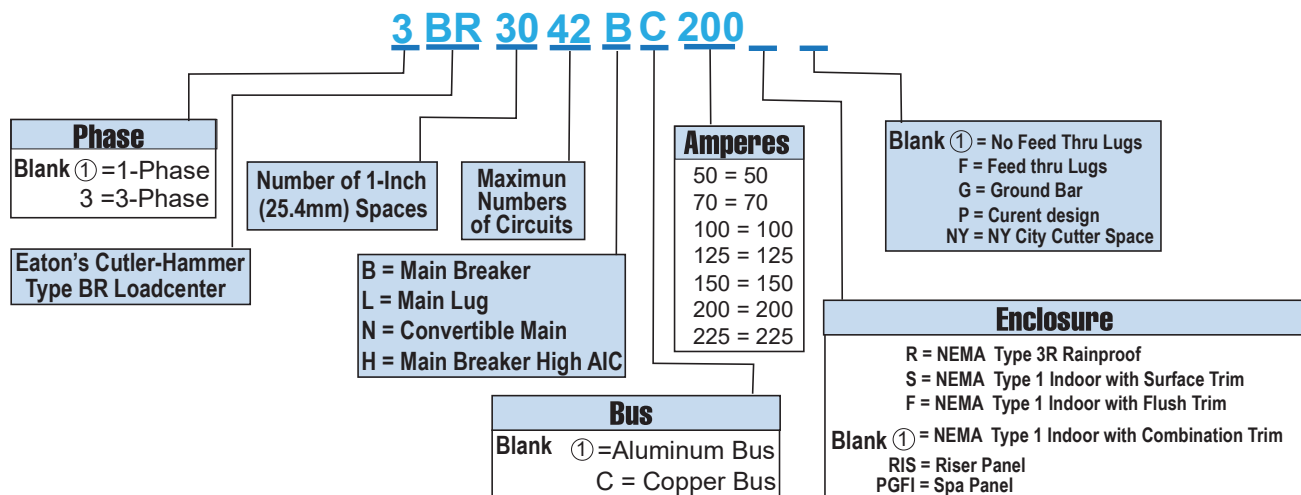 3 BR 30 42 B C 200 _ _
Phase
Blank ① =1-Phase
3 =3-Phase
Eaton's Cutler-Hammer
Type BR Loadcenter
Number of 1-Inch
(25.4mm) Spaces
Maximun
Numbers
of Circuits
B = Main Breaker
L = Main Lug
N = Convertible Main
H = Main Breaker High AIC
Bus
Blank ① =Aluminum Bus
C = Copper Bus
Amperes
50 = 50
70 = 70
100 = 100
125 = 125
150 = 150
200 = 200
225 = 225
Blank ① = No Feed Thru Lugs
F = Feed thru Lugs
G = Ground Bar
P = Curent design
NY = NY City Cutter Space
Enclosure
R = NEMA Type 3R Rainproof
S = NEMA Type 1 Indoor with Surface Trim
F = NEMA Type 1 Indoor with Flush Trim
Blank ① = NEMA Type 1 Indoor with Combination Trim
RIS = Riser Panel
PGFI = Spa Panel